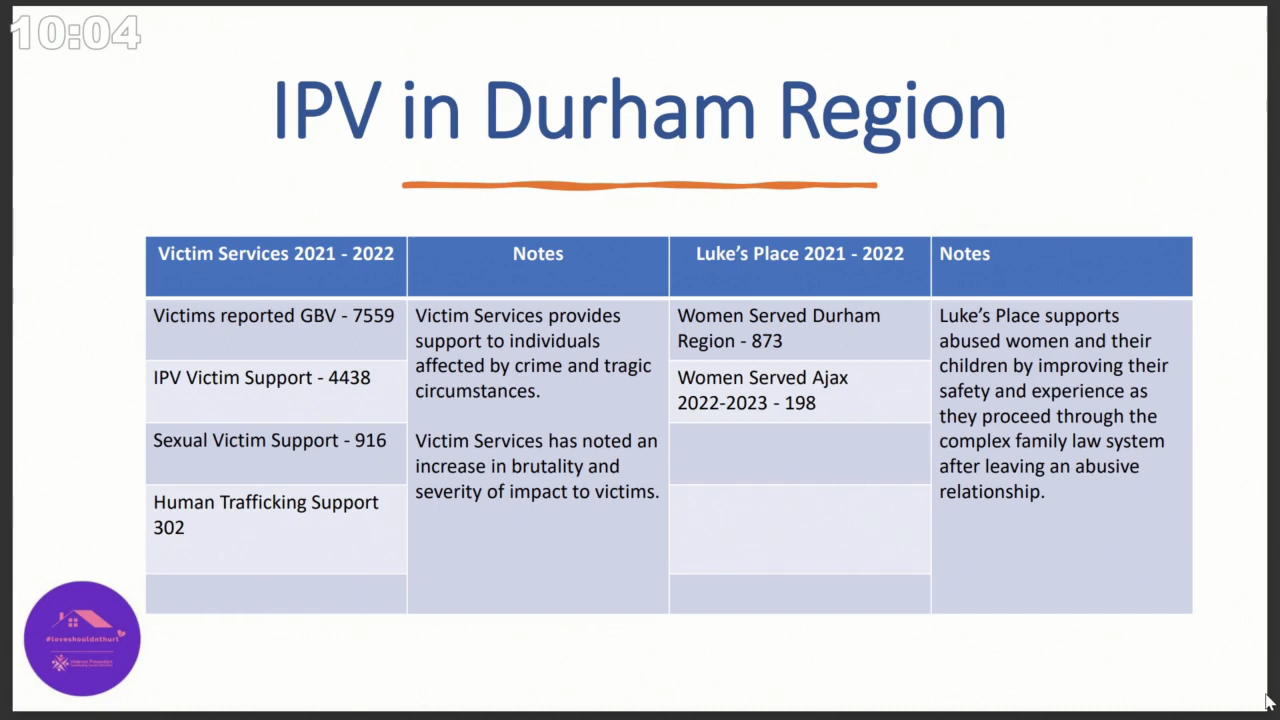 10:04
IPV in Durham Region
Victim Services 2021 - 2022
Notes
Luke's Place 2021 - 2022
Notes
Victims reported GBV - 7559
IPV Victim Support - 4438
Sexual Victim Support - 916
Human Trafficking Support
302
Victim Services provides
support to individuals
affected by crime and tragic
circumstances.
Victim Services has noted an
increase in brutality and
severity of impact to victims.
Women Served Durham
Region - 873
Women Served Ajax
2022-2023 - 198
Luke's Place supports
abused women and their
children by improving their
safety and experience as
they proceed through the
complex family law system
after leaving an abusive
relationship.
#loveshouldnthurt
Violence Prevention